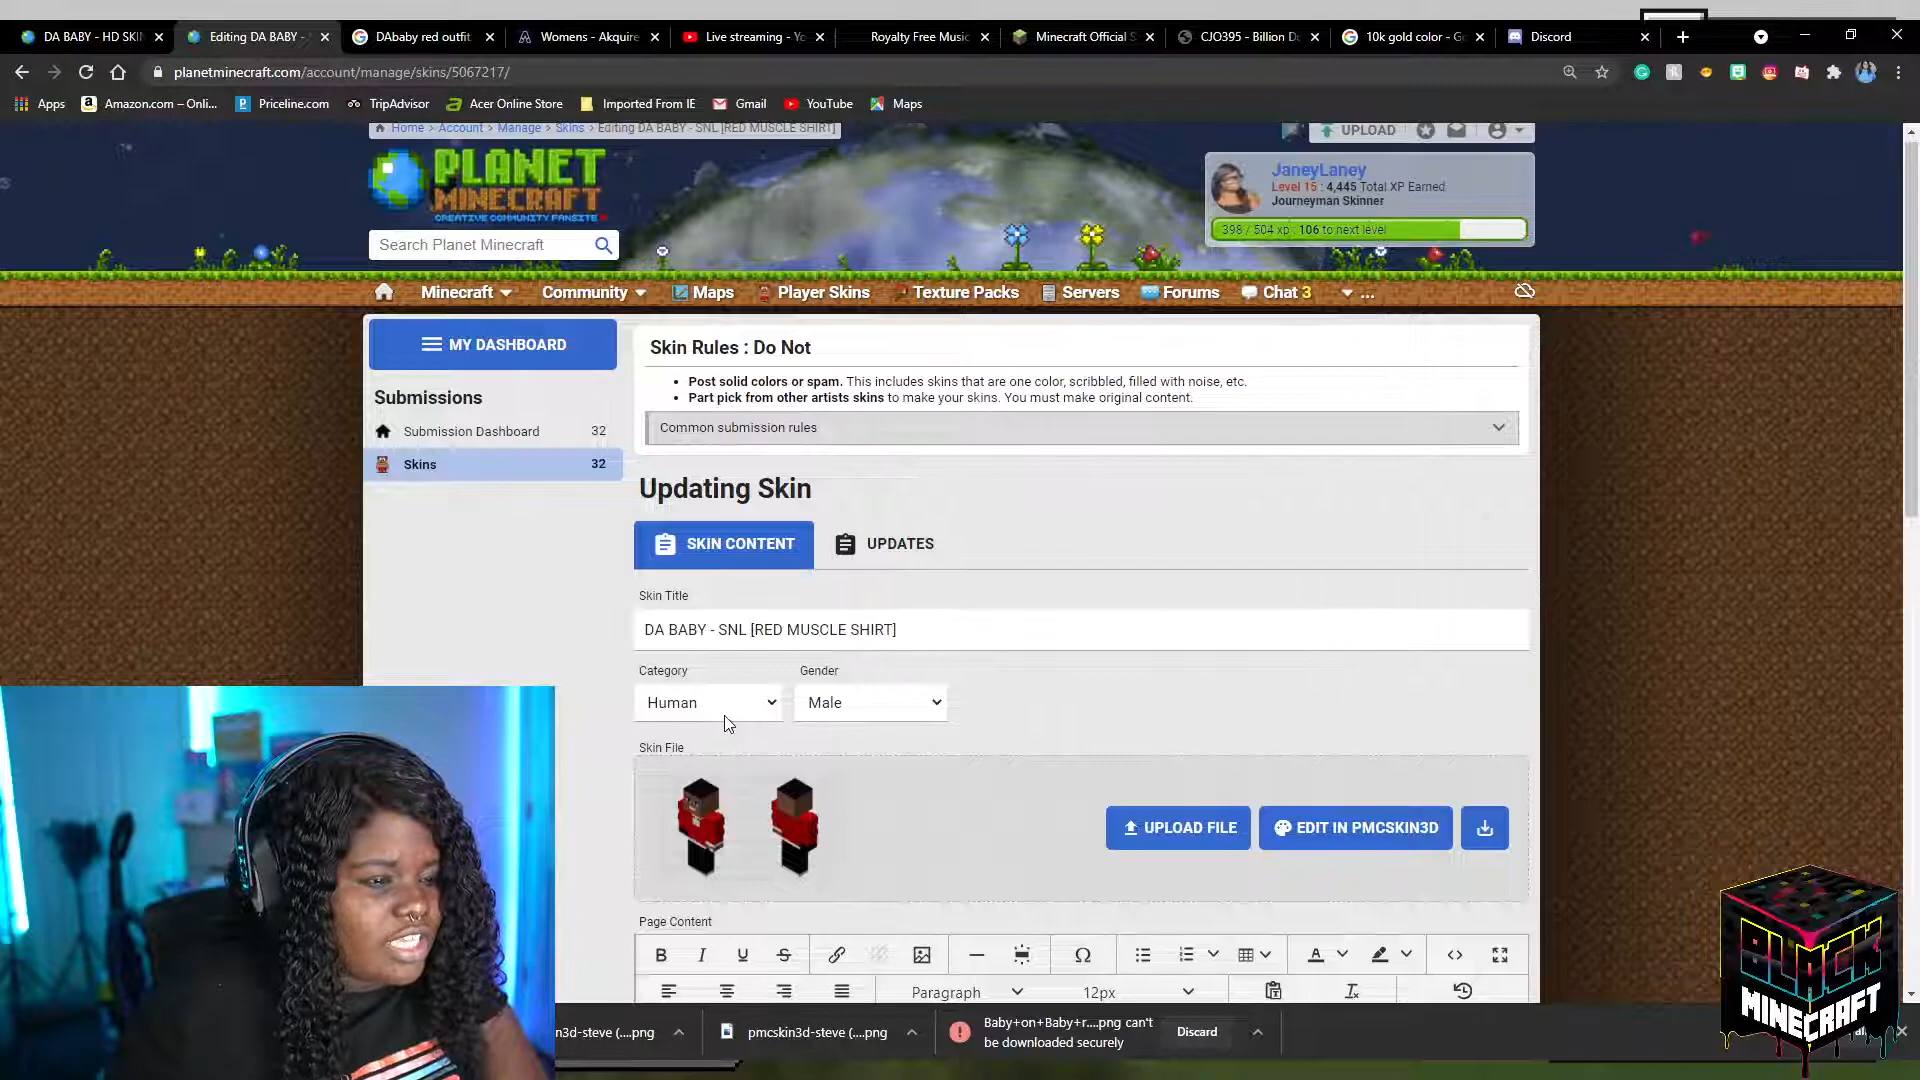 DA BABY - HD SKIN
Editing DA BABY -
DAbaby red outfit
Womens - Akquire
Live streaming - Yo
Royalty Free Music
Minecraft Official S
CJO395 - Billion Du
10k gold color - Go
Discord
planetminecraft.com/account/manage/skins/5067217/
Apps
Amazon.com – Onli...
Priceline.com
TripAdvisor
Acer Online Store
Imported From IE
Gmail
YouTube
Maps
Home > Account > Manage > Skins > Editing DA BABY - SNL [RED MUSCLE SHIRT]
UPLOAD
PLANET
MINECRAFT
CREATIVE COMMUNITY FANSITE
JaneyLaney
Level 15 : 4,445 Total XP Earned
Journeyman Skinner
398 / 504 xp : 106 to next level
Search Planet Minecraft
Minecraft
Community
Maps
Player Skins
Texture Packs
Servers
Forums
Chat 3
...
MY DASHBOARD
Submissions
Submission Dashboard 32
Skins 32
Skin Rules : Do Not
• Post solid colors or spam. This includes skins that are one color, scribbled, filled with noise, etc.
• Part pick from other artists skins to make your skins. You must make original content.
Common submission rules
Updating Skin
SKIN CONTENT
UPDATES
Skin Title
DA BABY - SNL [RED MUSCLE SHIRT]
Category
Gender
Human
Male
Skin File
UPLOAD FILE
EDIT IN PMCSKIN3D
Page Content
B I U S
Paragraph
12px
n3d-steve (....png
pmcskin3d-steve (....png
Baby+on+Baby+r....png can't
be downloaded securely
Discard
BLACK
MINECRAFT